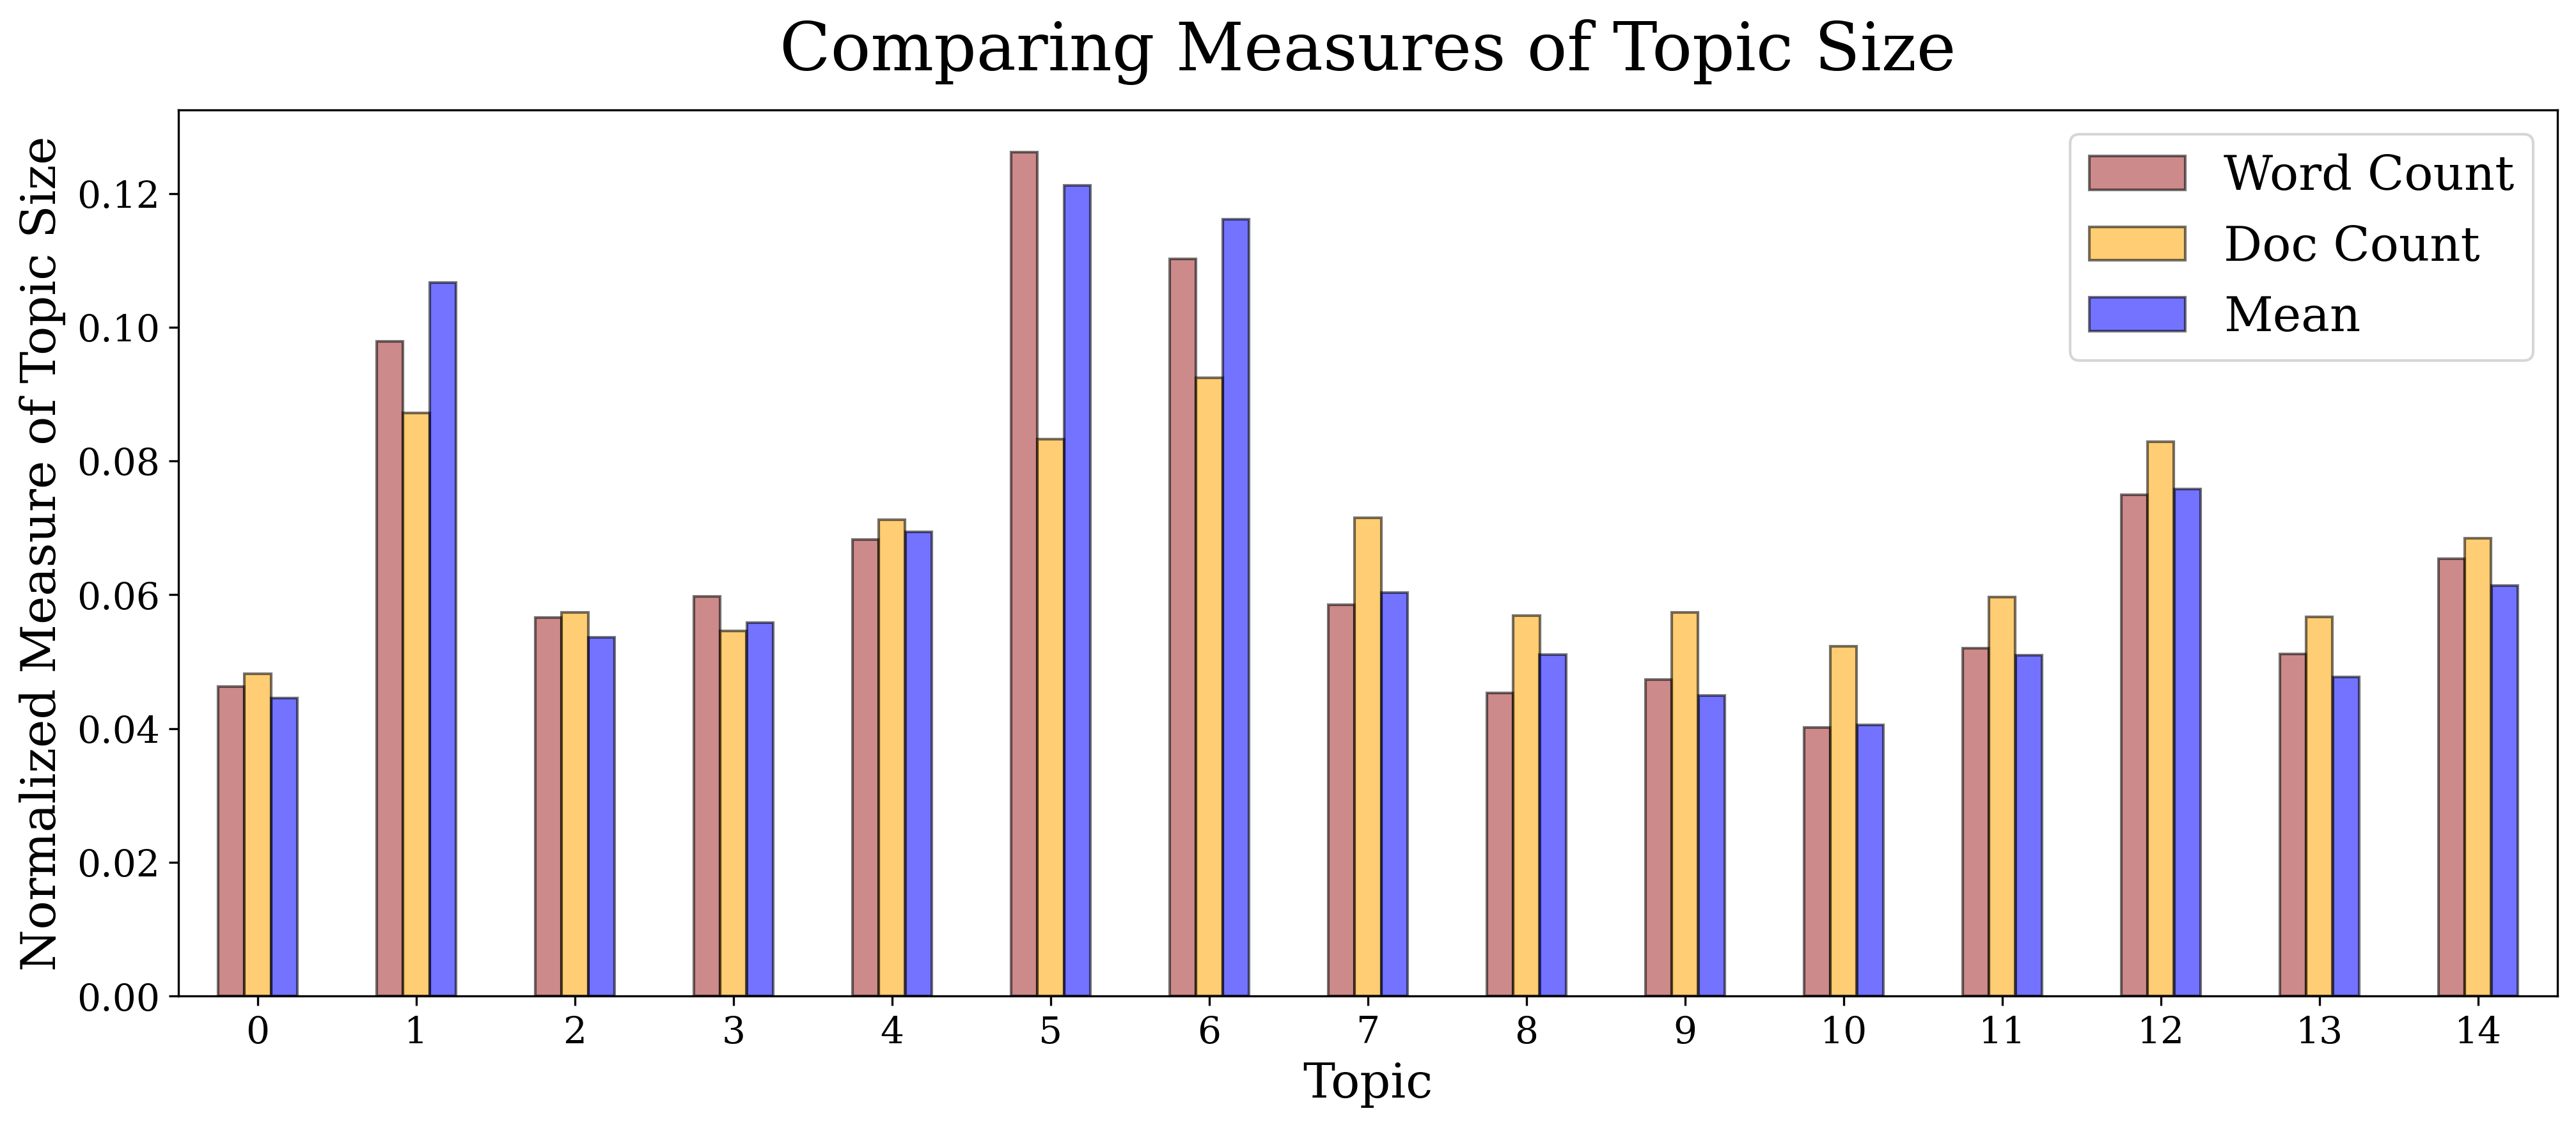 Comparing Measures of Topic Size
Normalized Measure of Topic Size
0.12
0.10
0.08
0.06
0.04
0.02
0.00
Word Count
Doc Count
Mean
0 1 2 3 4 5 6 7 8 9 10 11 12 13 14
Topic